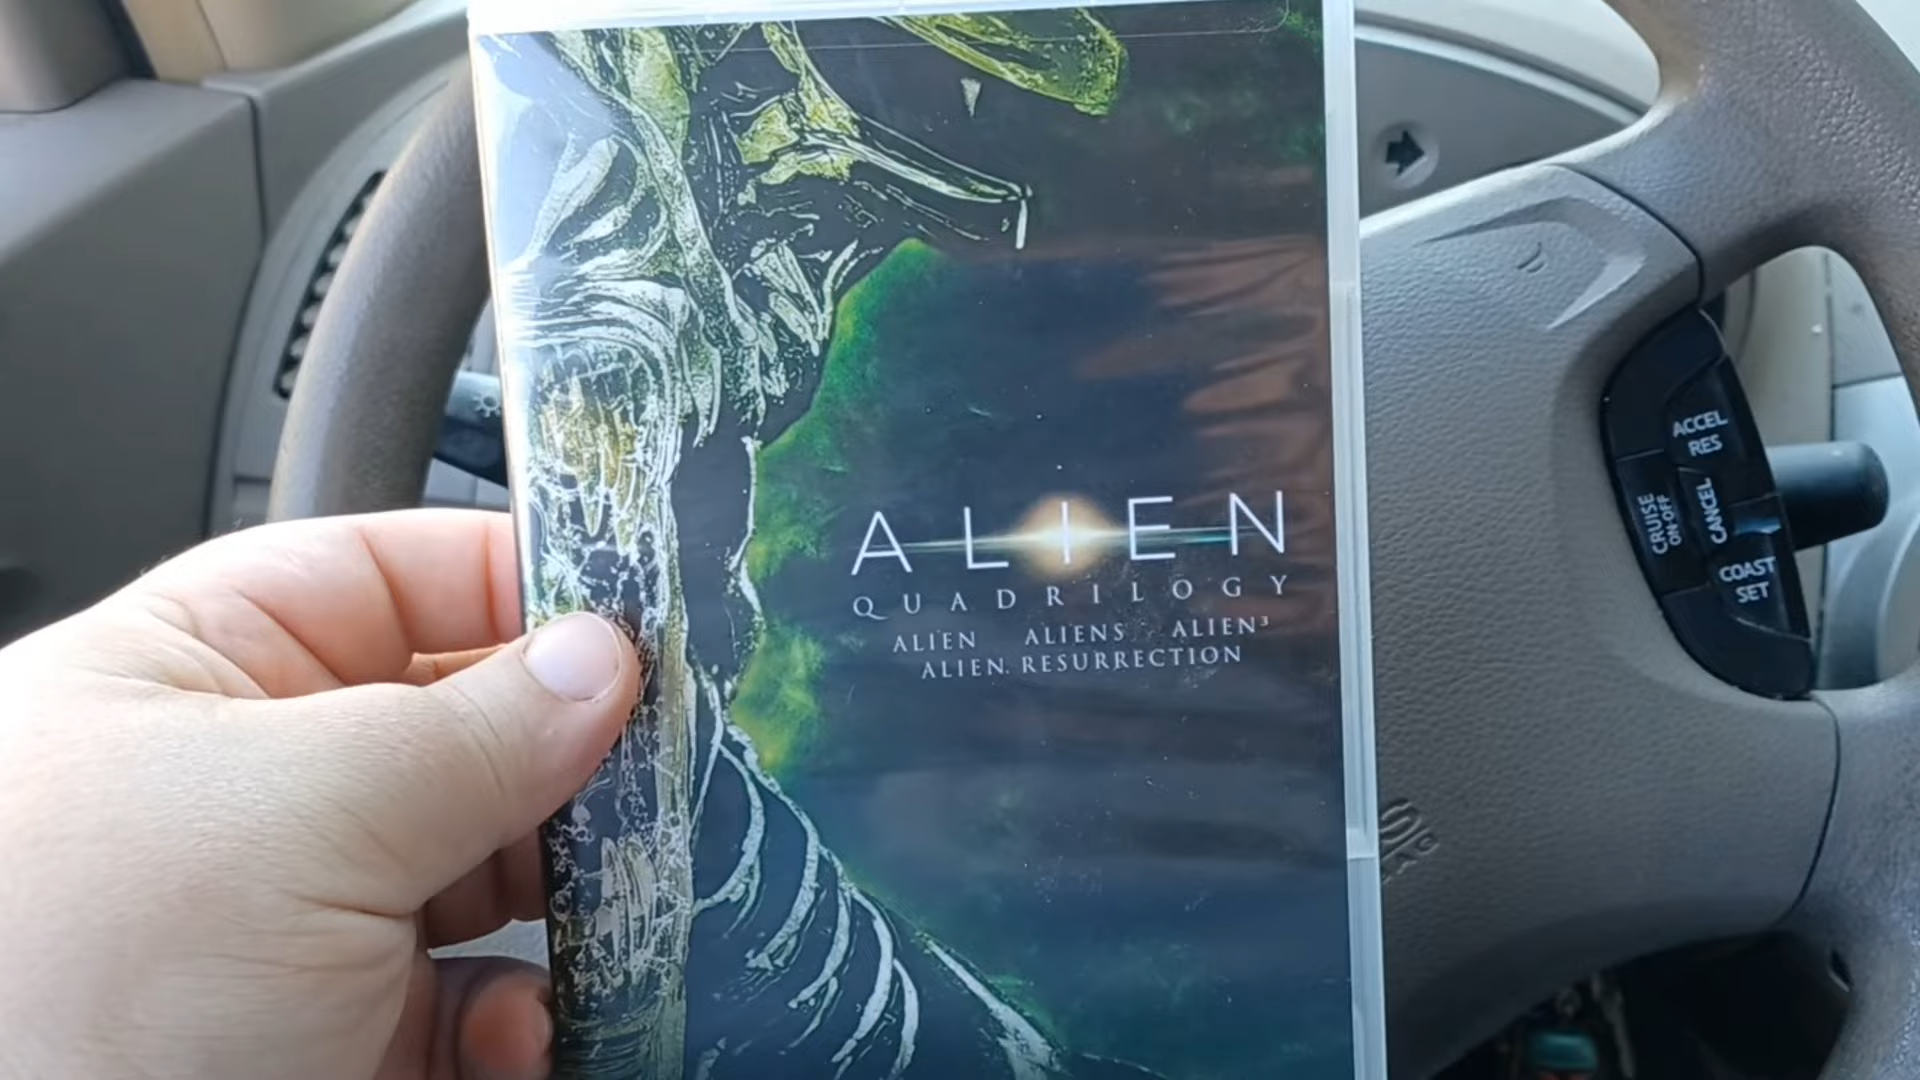 ALIEN
QUADRILOGY
ALIEN ALIENS ALIEN³
ALIEN RESURRECTION
ACCEL
RES
CRUISE
ON·OFF
CANCEL
COAST
SET